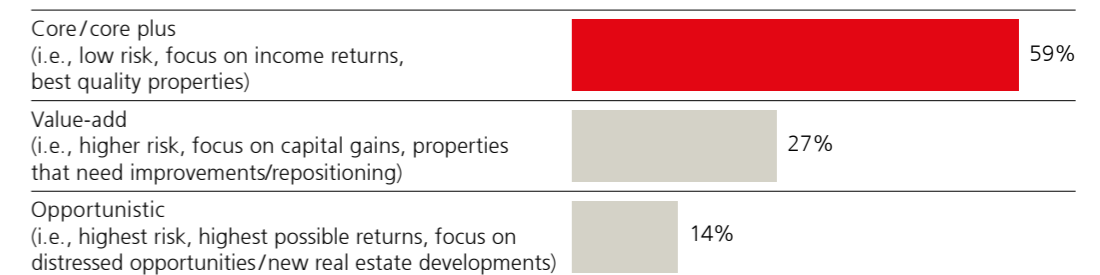 Core/core plus
(i.e., low risk, focus on income returns,
best quality properties)
59%
Value-add
(i.e., higher risk, focus on capital gains, properties
that need improvements/repositioning)
27%
Opportunistic
(i.e., highest risk, highest possible returns, focus on
distressed opportunities/new real estate developments)
14%